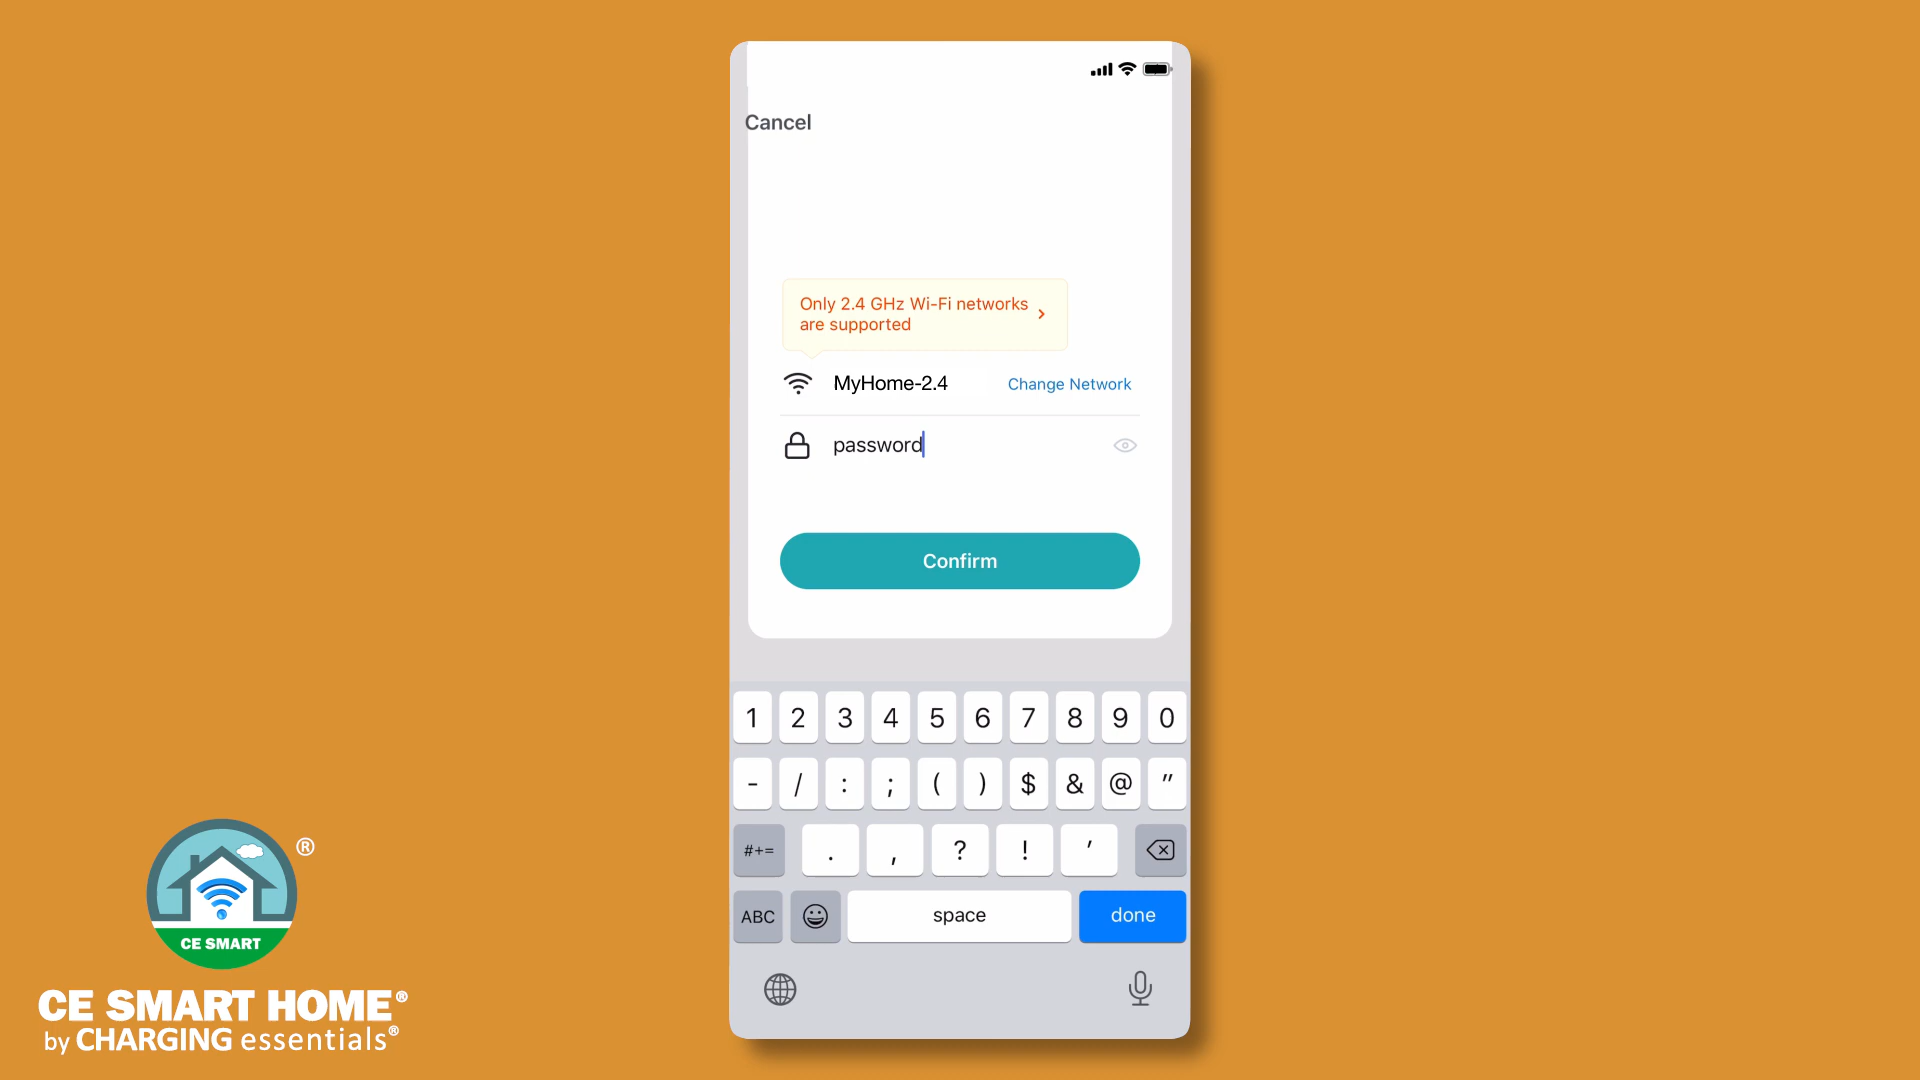 Cancel
Only 2.4 GHz Wi-Fi networks
are supported
MyHome-2.4
Change Network
password
Confirm
1 2 3 4 5 6 7 8 9 0
- / : ; ( ) $ & @ "
#+= . , ? ! '
ABC space done
®
CE SMART
CE SMART HOME®
by CHARGING essentials®